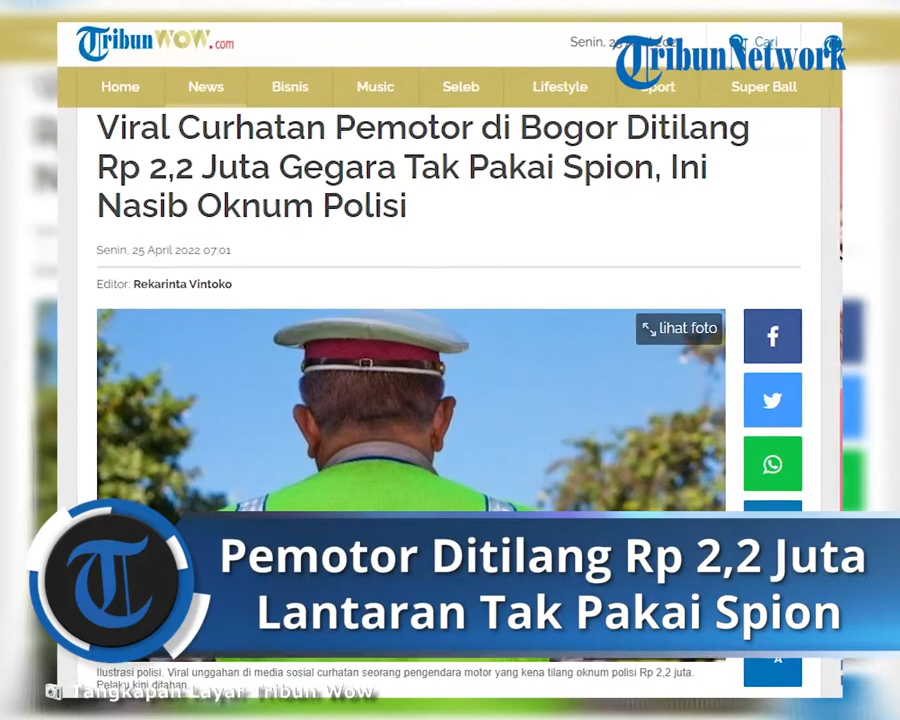 TribunWOW.com
Senin, 25
Cari
TribunNetwork
Home News Bisnis Music Seleb Lifestyle Sport Super Ball
Viral Curhatan Pemotor di Bogor Ditilang
Rp 2,2 Juta Gegara Tak Pakai Spion, Ini
Nasib Oknum Polisi
Senin, 25 April 2022 07:01
Editor: Rekarinta Vintoko
lihat foto
Pemotor Ditilang Rp 2,2 Juta
Lantaran Tak Pakai Spion
Ilustrasi polisi. Viral unggahan di media sosial curhatan seorang pengendara motor yang kena tilang oknum polisi Rp 2,2 juta.
Pelaku kini ditahan.
Tangkapan Layar Tribun Wow